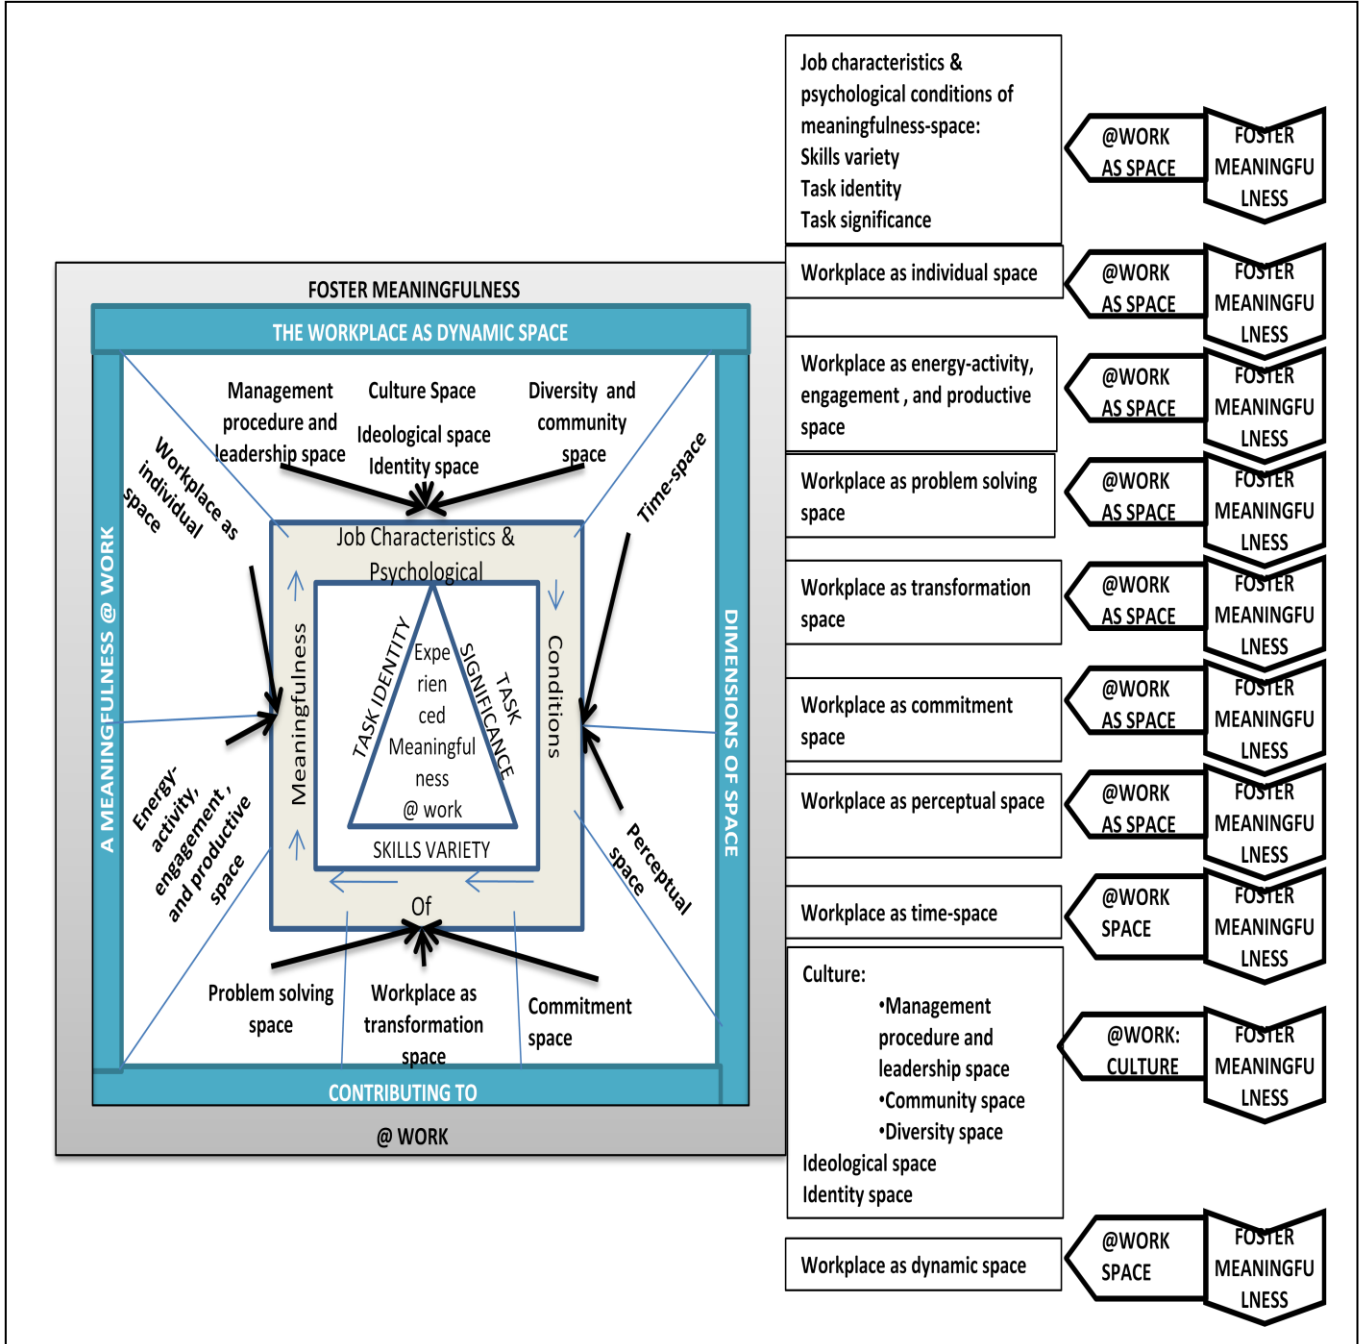 FOSTER MEANINGFULNESS
THE WORKPLACE AS DYNAMIC SPACE
A MEANINGFULNESS @ WORK
DIMENSIONS OF SPACE
CONTRIBUTING TO
@ WORK
Management
procedure and
leadership space
Culture Space
Ideological space
Identity space
Diversity and
community
space
Workplace as
individual
space
Time-space
Energy-
activity,
engagement ,
and productive
space
Perceptual
space
Problem solving
space
Workplace as
transformation
space
Commitment
space
Job Characteristics &
Psychological
Conditions
Of
Meaningfulness
TASK IDENTITY
TASK
SIGNIFICANCE
SKILLS VARIETY
Expe
rien
ced
Meaningful
ness
@ work
Job characteristics &
psychological conditions of
meaningfulness-space:
Skills variety
Task identity
Task significance
@WORK
AS SPACE
FOSTER
MEANINGFU
LNESS
Workplace as individual space
@WORK
AS SPACE
FOSTER
MEANINGFU
LNESS
Workplace as energy-activity,
engagement , and productive
space
@WORK
AS SPACE
FOSTER
MEANINGFU
LNESS
Workplace as problem solving
space
@WORK
AS SPACE
FOSTER
MEANINGFU
LNESS
Workplace as transformation
space
@WORK
AS SPACE
FOSTER
MEANINGFU
LNESS
Workplace as commitment
space
@WORK
AS SPACE
FOSTER
MEANINGFU
LNESS
Workplace as perceptual space
@WORK
AS SPACE
FOSTER
MEANINGFU
LNESS
Workplace as time-space
@WORK
SPACE
FOSTER
MEANINGFU
LNESS
Culture:
•Management
procedure and
leadership space
•Community space
•Diversity space
Ideological space
Identity space
@WORK:
CULTURE
FOSTER
MEANINGFU
LNESS
Workplace as dynamic space
@WORK
SPACE
FOSTER
MEANINGFU
LNESS